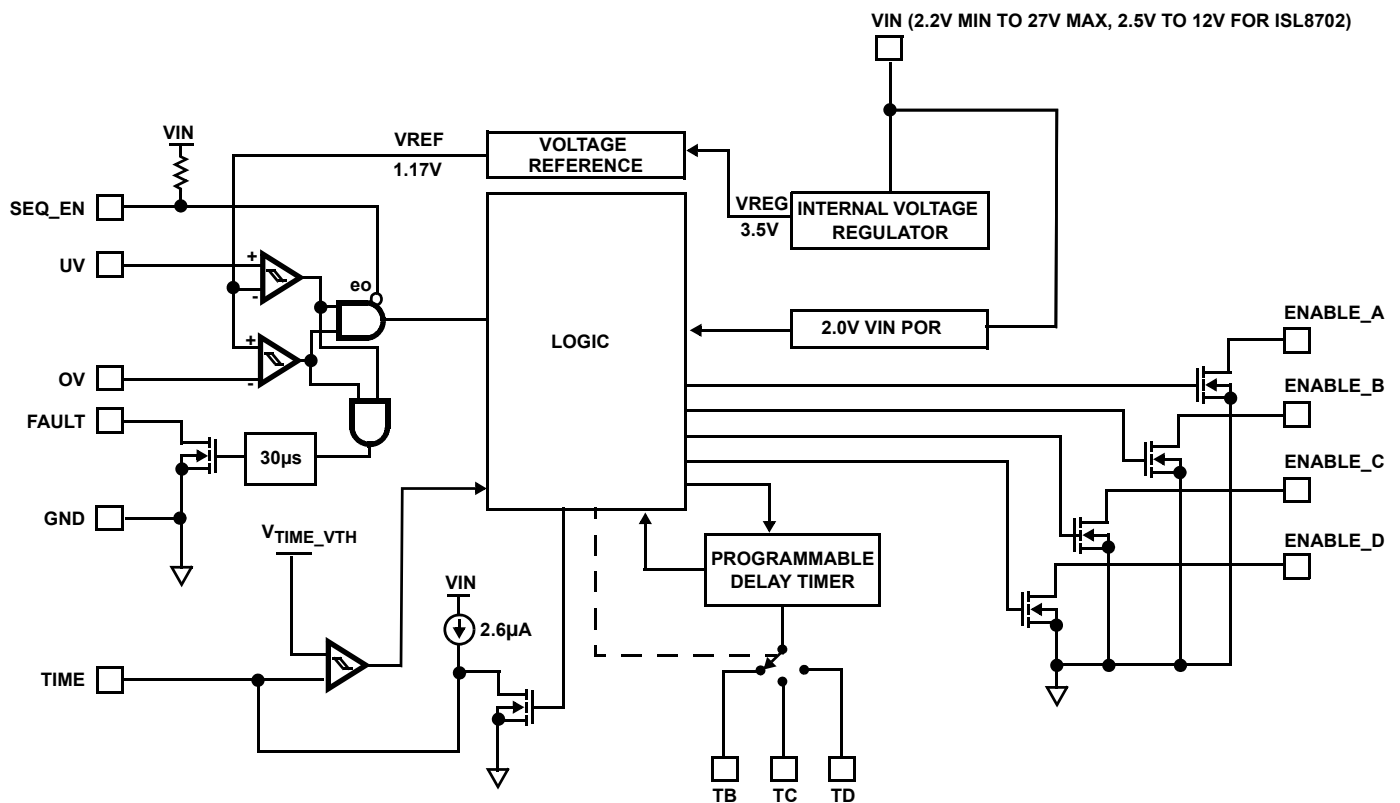 VIN (2.2V MIN TO 27V MAX, 2.5V TO 12V FOR ISL8702)
VIN
VREF
1.17V
VOLTAGE
REFERENCE
SEQ_EN
VREG
3.5V
INTERNAL VOLTAGE
REGULATOR
UV
+
-
eo
2.0V VIN POR
ENABLE_A
LOGIC
+
-
OV
ENABLE_B
FAULT
30µs
ENABLE_C
GND
VTIME_VTH
ENABLE_D
PROGRAMMABLE
DELAY TIMER
VIN
2.6µA
TIME
TB
TC
TD